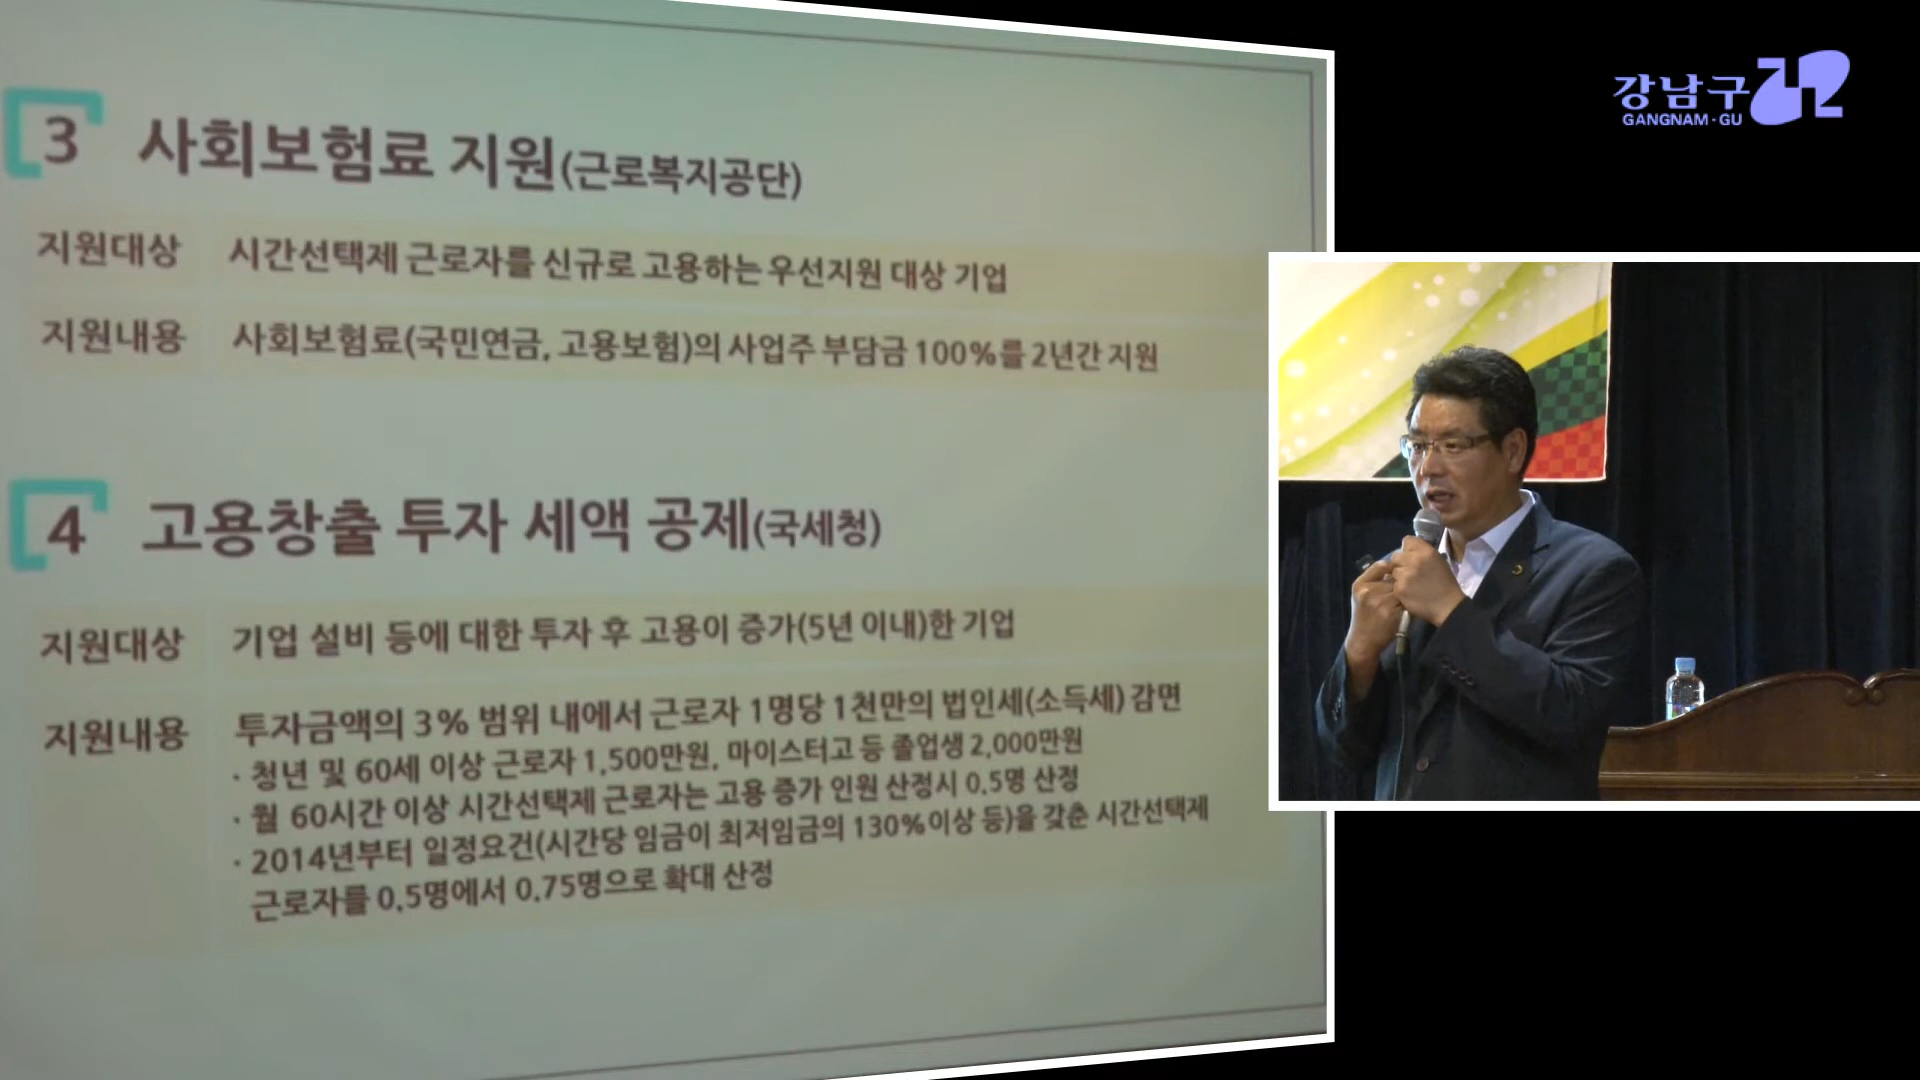 강남구
GANGNAM-GU
3 사회보험료 지원(근로복지공단)
지원대상 시간선택제 근로자를 신규로 고용하는 우선지원 대상 기업
지원내용 사회보험료(국민연금, 고용보험)의 사업주 부담금 100%를 2년간 지원
4 고용창출 투자 세액 공제(국세청)
지원대상 기업 설비 등에 대한 투자 후 고용이 증가(5년 이내)한 기업
지원내용 투자금액의 3% 범위 내에서 근로자 1명당 1천만의 법인세(소득세) 감면
· 청년 및 60세 이상 근로자 1,500만원, 마이스터고 등 졸업생 2,000만원
· 월 60시간 이상 시간선택제 근로자는 고용 증가 인원 산정시 0.5명 산정
· 2014년부터 일정요건(시간당 임금이 최저임금의 130%이상 등)을 갖춘 시간선택제
근로자를 0.5명에서 0.75명으로 확대 산정